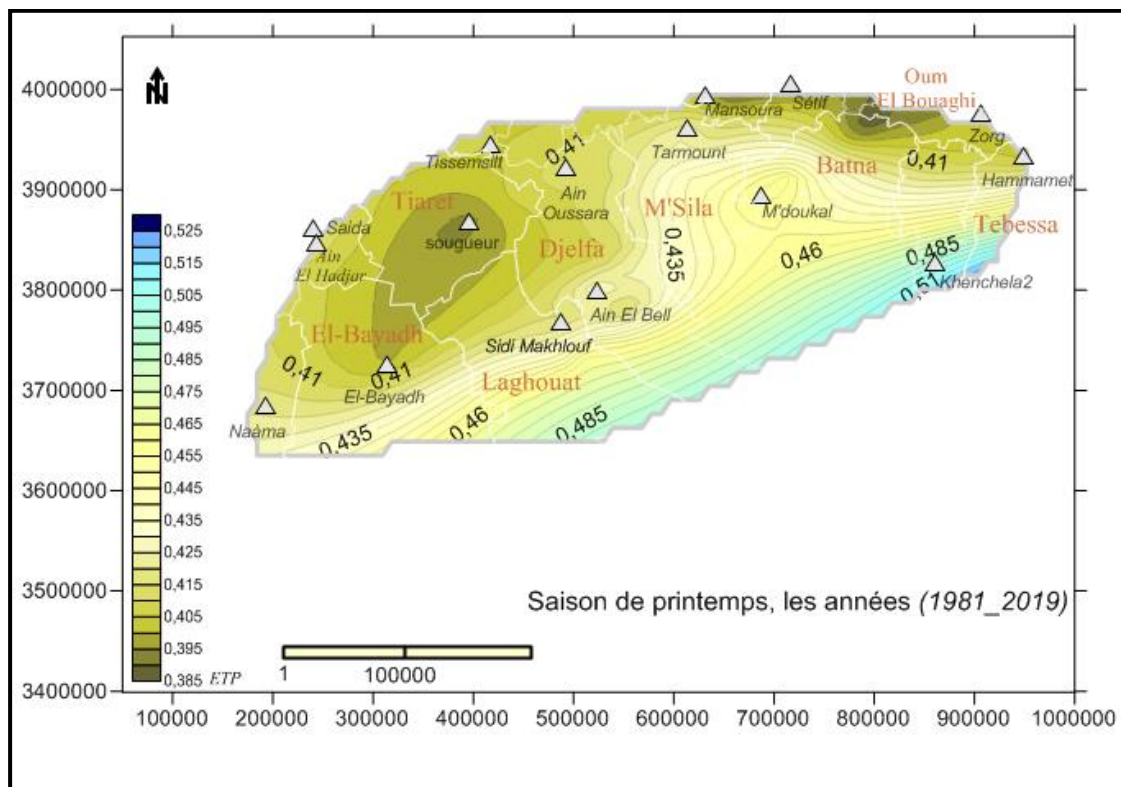 N
4000000
3900000
3800000
3700000
3600000
3500000
3400000
100000 200000 300000 400000 500000 600000 700000 800000 900000 1000000
0,525
0,515
0,505
0,495
0,485
0,475
0,465
0,455
0,445
0,435
0,425
0,415
0,405
0,395
0,385 ETP
Oum
El Bouaghi
Mansoura
Sétif
Zorg
Tissemsilt
0,41
Ain
Oussara
Tarmount
Batna
0,41
Hammamet
Tiaret
M'Sila
M'doukal
Tebessa
Saida
Ain
El Hadjar
sougueur
Djelfa
0,435
0,46
0,485
Khenchela2
0,51
Ain El Bell
El-Bayadh
Sidi Makhlouf
0,41
0,41
El-Bayadh
Laghouat
Naàma
0,435
0,46
0,485
Saison de printemps, les années (1981_2019)
1 100000